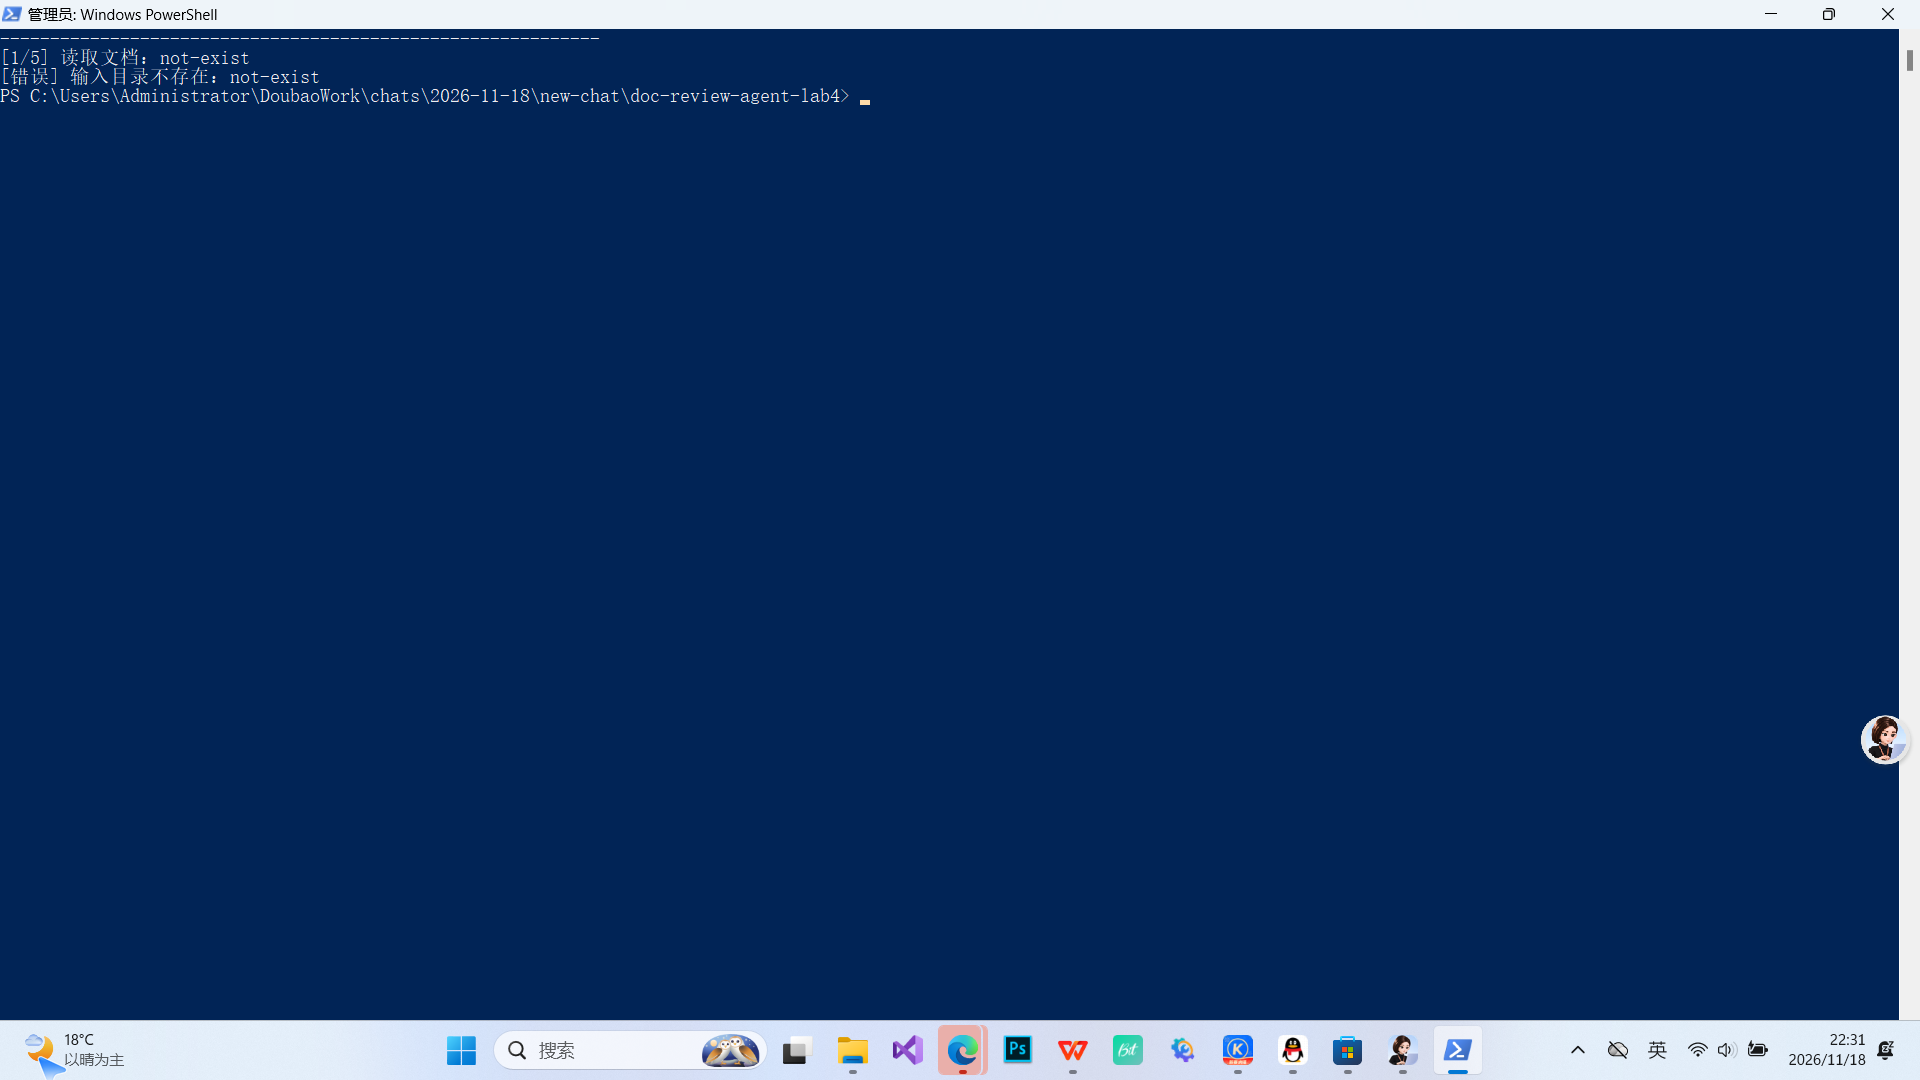 管理员: Windows PowerShell
------------------------------------------------------------
[1/5] 读取文档：not-exist
[错误] 输入目录不存在：not-exist
PS C:\Users\Administrator\DoubaoWork\chats\2026-11-18\new-chat\doc-review-agent-lab4>
18°C
以晴为主
搜索
Ps
Bit
K
英
22:31
2026/11/18